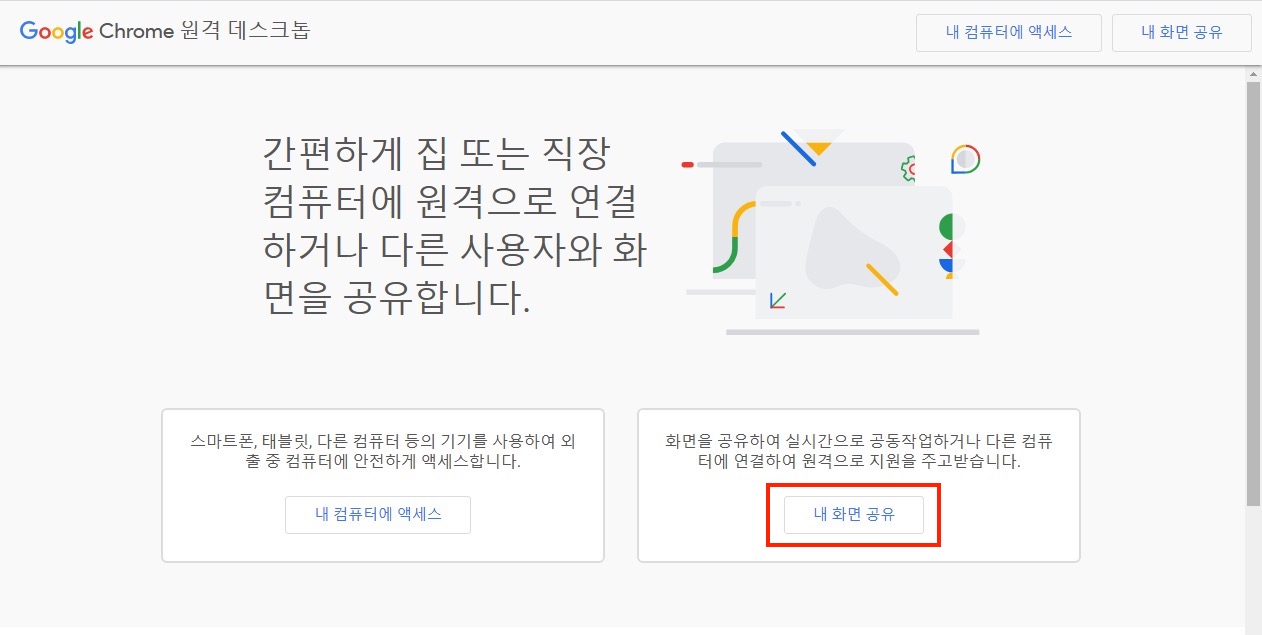 Google Chrome 원격 데스크톱
내 컴퓨터에 액세스
내 화면 공유
간편하게 집 또는 직장
컴퓨터에 원격으로 연결
하거나 다른 사용자와 화
면을 공유합니다.
스마트폰, 태블릿, 다른 컴퓨터 등의 기기를 사용하여 외
출 중 컴퓨터에 안전하게 액세스합니다.
내 컴퓨터에 액세스
화면을 공유하여 실시간으로 공동작업하거나 다른 컴퓨
터에 연결하여 원격으로 지원을 주고받습니다.
내 화면 공유